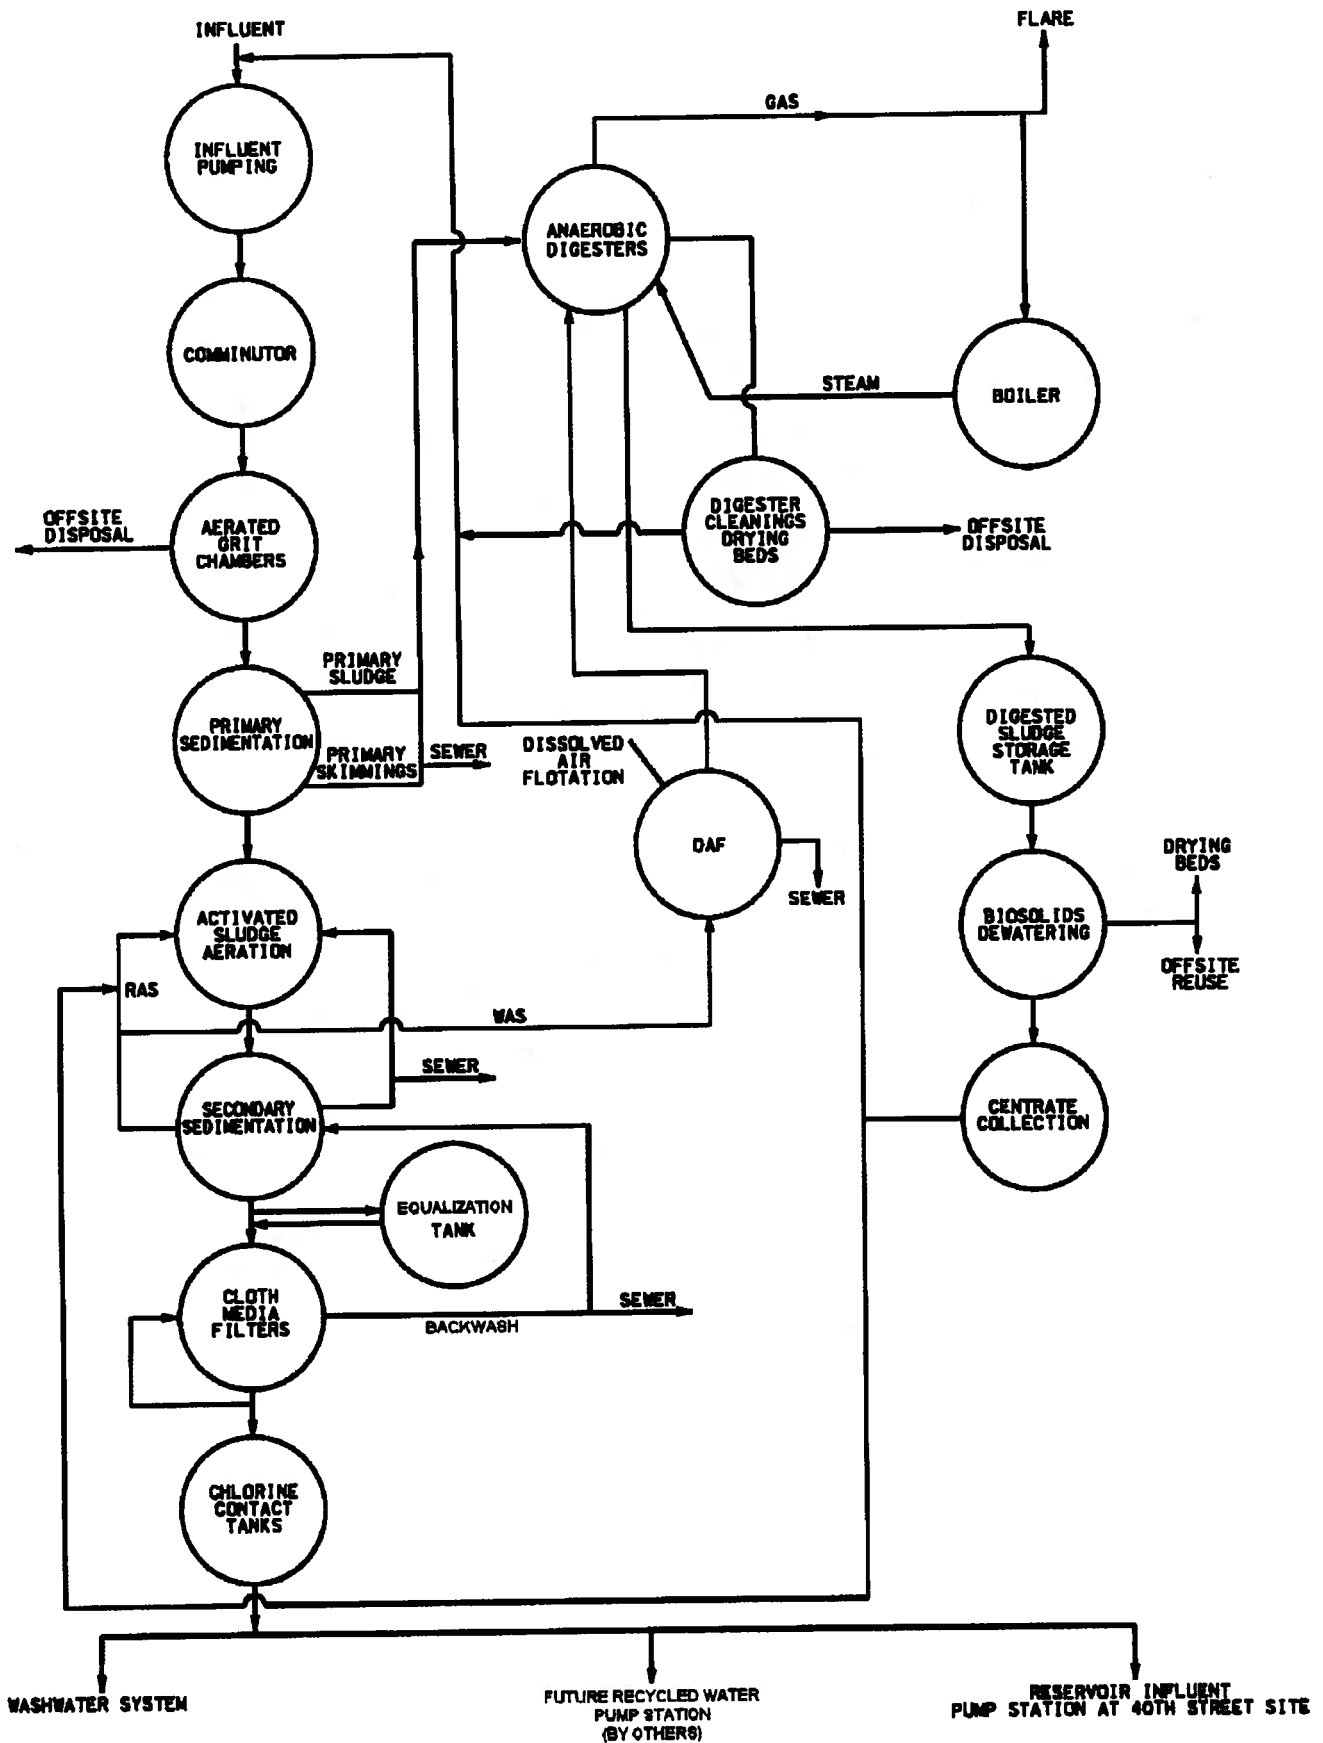 INFLUENT
FLARE
GAS
INFLUENT
PUMPING
ANAEROBIC
DIGESTERS
COMMINUTOR
STEAM
BOILER
OFFSITE
DISPOSAL
AERATED
GRIT
CHAMBERS
DIGESTER
CLEANINGS
DRYING
BEDS
OFFSITE
DISPOSAL
PRIMARY
SLUDGE
PRIMARY
SEDIMENTATION
PRIMARY
SKIMMINGS
SEWER
DISSOLVED
AIR
FLOTATION
DIGESTED
SLUDGE
STORAGE
TANK
DAF
SEWER
DRYING
BEDS
ACTIVATED
SLUDGE
AERATION
BIOSOLIDS
DEWATERING
OFFSITE
REUSE
RAS
WAS
SEWER
SECONDARY
SEDIMENTATION
CENTRATE
COLLECTION
EQUALIZATION
TANK
CLOTH
MEDIA
FILTERS
SEWER
BACKWASH
CHLORINE
CONTACT
TANKS
WASHWATER SYSTEM
FUTURE RECYCLED WATER
PUMP STATION
(BY OTHERS)
RESERVOIR INFLUENT
PUMP STATION AT 40TH STREET SITE